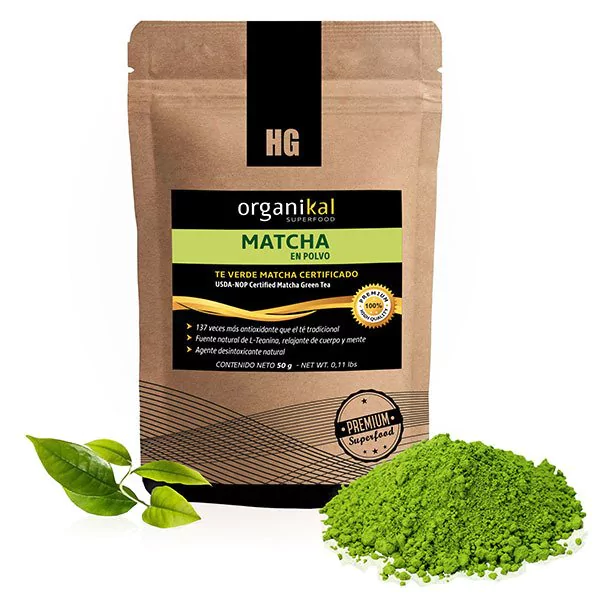 HG
organikal
SUPERFOOD
MATCHA
EN POLVO
TE VERDE MATCHA CERTIFICADO
USDA-NOP Certified Matcha Green Tea
PREMIUM
100%
HIGH QUALITY
137 veces más antioxidante que el té tradicional
Fuente natural de L-Teanina, relajante de cuerpo y mente
Agente desintoxicante natural
CONTENIDO NETO 50 g - NET WT. 0,11 lbs
PREMIUM
Superfood